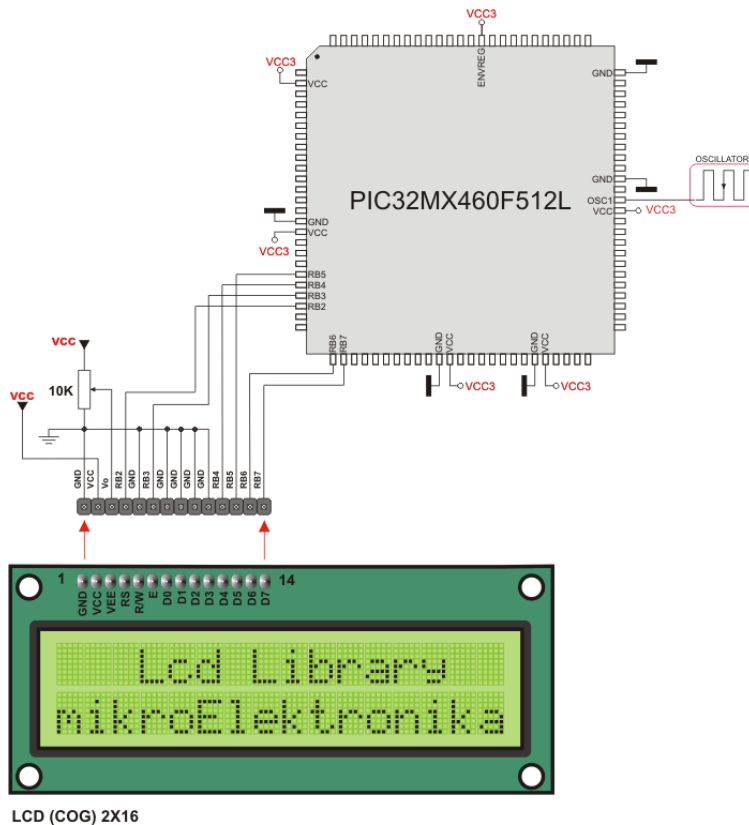 VCC3
VCC3
VCC
ENVREG
GND
OSCILLATOR
PIC32MX460F512L
GND
OSC1
VCC
VCC3
GND
VCC
VCC3
RB5
RB4
RB3
RB2
RB6
RB7
GND
VCC
VCC3
GND
VCC
VCC3
vcc
10K
vcc
GND
VCC
Vo
RB2
GND
RB3
GND
GND
GND
GND
RB4
RB5
RB6
RB7
1
14
GND
VCC
VEE
RS
R/W
E
D0
D1
D2
D3
D4
D5
D6
D7
Lcd Library
mikroElektronika
LCD (COG) 2X16